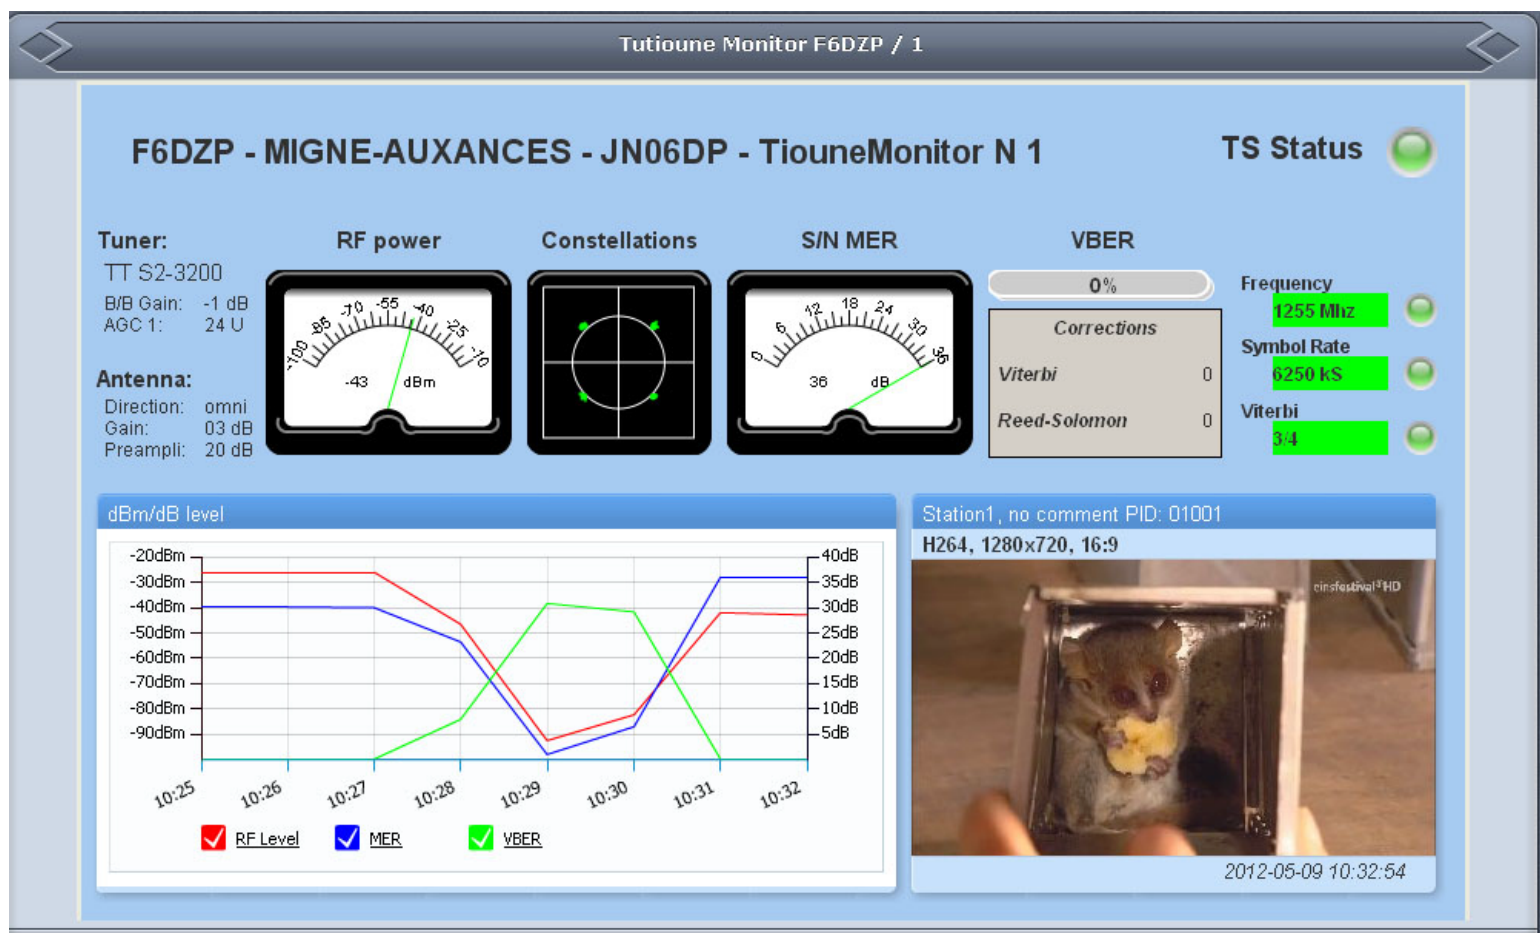 Tutioune Monitor F6DZP / 1
F6DZP - MIGNE-AUXANCES - JN06DP - TiouneMonitor N 1
TS Status
Tuner:
TT S2-3200
B/B Gain: -1 dB
AGC 1: 24 U
Antenna:
Direction: omni
Gain: 03 dB
Preampli: 20 dB
RF power
-100 -85 -70 -55 -40 -25 -10
-43 dBm
Constellations
S/N MER
0 6 12 18 24 30 36
36 dB
VBER
0%
Corrections
Viterbi 0
Reed-Solomon 0
Frequency
1255 Mhz
Symbol Rate
6250 kS
Viterbi
3/4
dBm/dB level
-20dBm 40dB
-30dBm 35dB
-40dBm 30dB
-50dBm 25dB
-60dBm 20dB
-70dBm 15dB
-80dBm 10dB
-90dBm 5dB
10:25 10:26 10:27 10:28 10:29 10:30 10:31 10:32
RF Level MER VBER
Station1, no comment PID: 01001
H264, 1280x720, 16:9
einsfestival HD
2012-05-09 10:32:54